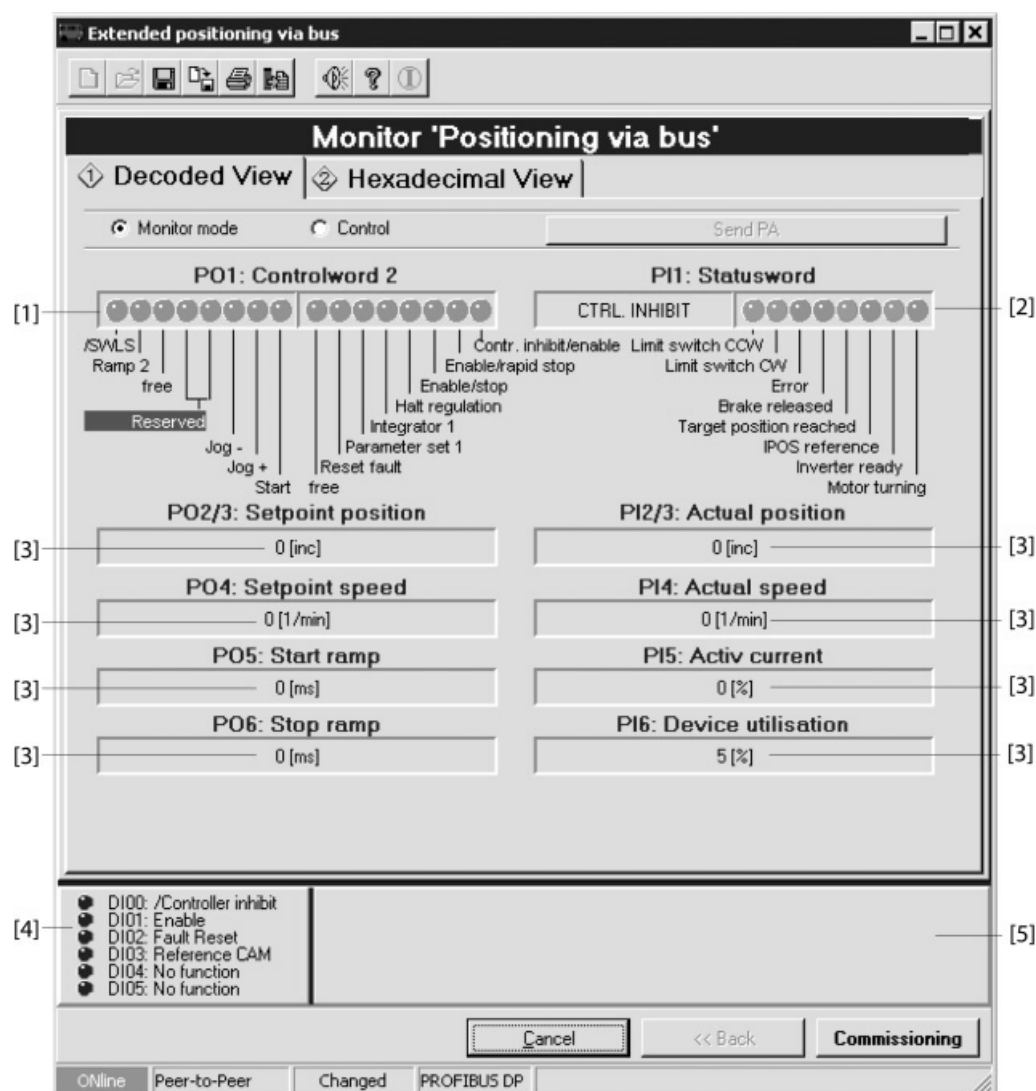 Extended positioning via bus
Monitor 'Positioning via bus'
1 Decoded View 2 Hexadecimal View
Monitor mode Control Send PA
PO1: Controlword 2 PI1: Statusword
[1] CTRL. INHIBIT [2]
/SWLS Contr. inhibit/enable Limit switch CCW
Ramp 2 Enable/rapid stop Limit switch CW
free Enable/stop Error
Halt regulation Brake released
Reserved Integrator 1 Target position reached
Jog - Parameter set 1 IPOS reference
Jog + Reset fault Inverter ready
Start free Motor turning
PO2/3: Setpoint position PI2/3: Actual position
[3] 0 [inc] 0 [inc] [3]
PO4: Setpoint speed PI4: Actual speed
[3] 0 [1/min] 0 [1/min] [3]
PO5: Start ramp PI5: Activ current
[3] 0 [ms] 0 [%] [3]
PO6: Stop ramp PI6: Device utilisation
[3] 0 [ms] 5 [%] [3]
DI00: /Controller inhibit
DI01: Enable
[4] DI02: Fault Reset [5]
DI03: Reference CAM
DI04: No function
DI05: No function
Cancel << Back Commissioning
ONline Peer-to-Peer Changed PROFIBUS DP